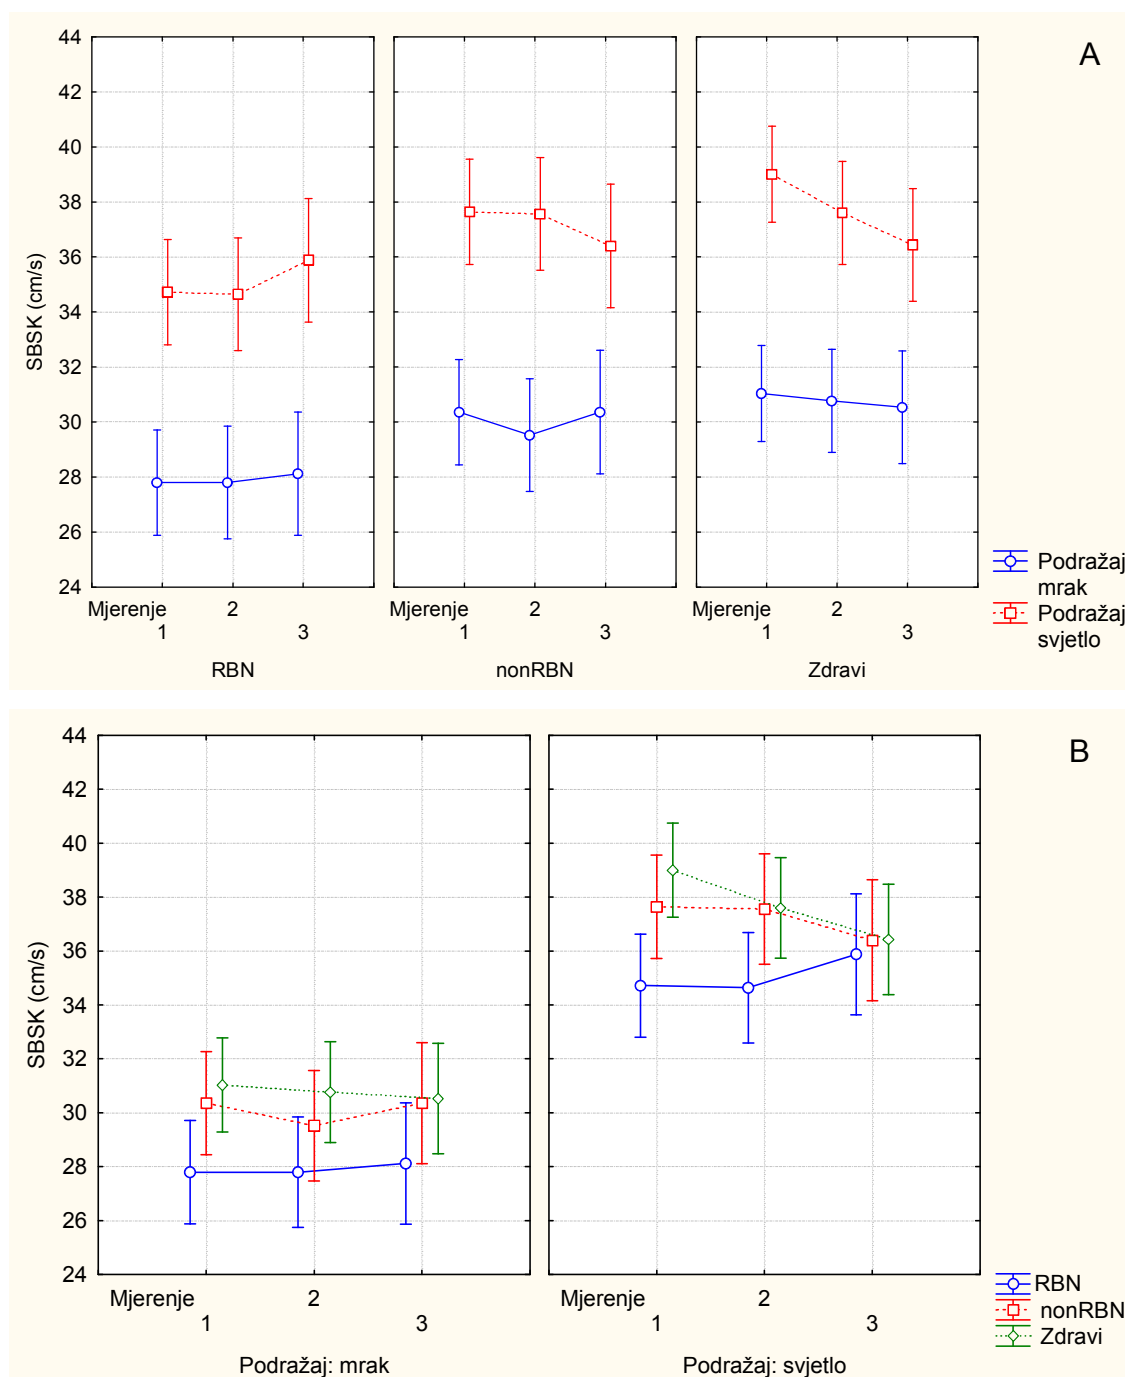 A
44
42
40
38
36
34
32
30
28
26
24
SBSK (cm/s)
Mjerenje 2 2 2
1 3 1 3 1 3
RBN nonRBN Zdravi
Podražaj
mrak
Podražaj
svjetlo
B
44
42
40
38
36
34
32
30
28
26
24
SBSK (cm/s)
Mjerenje 2 Mjerenje 2
1 3 1 3
Podražaj: mrak Podražaj: svjetlo
RBN
nonRBN
Zdravi